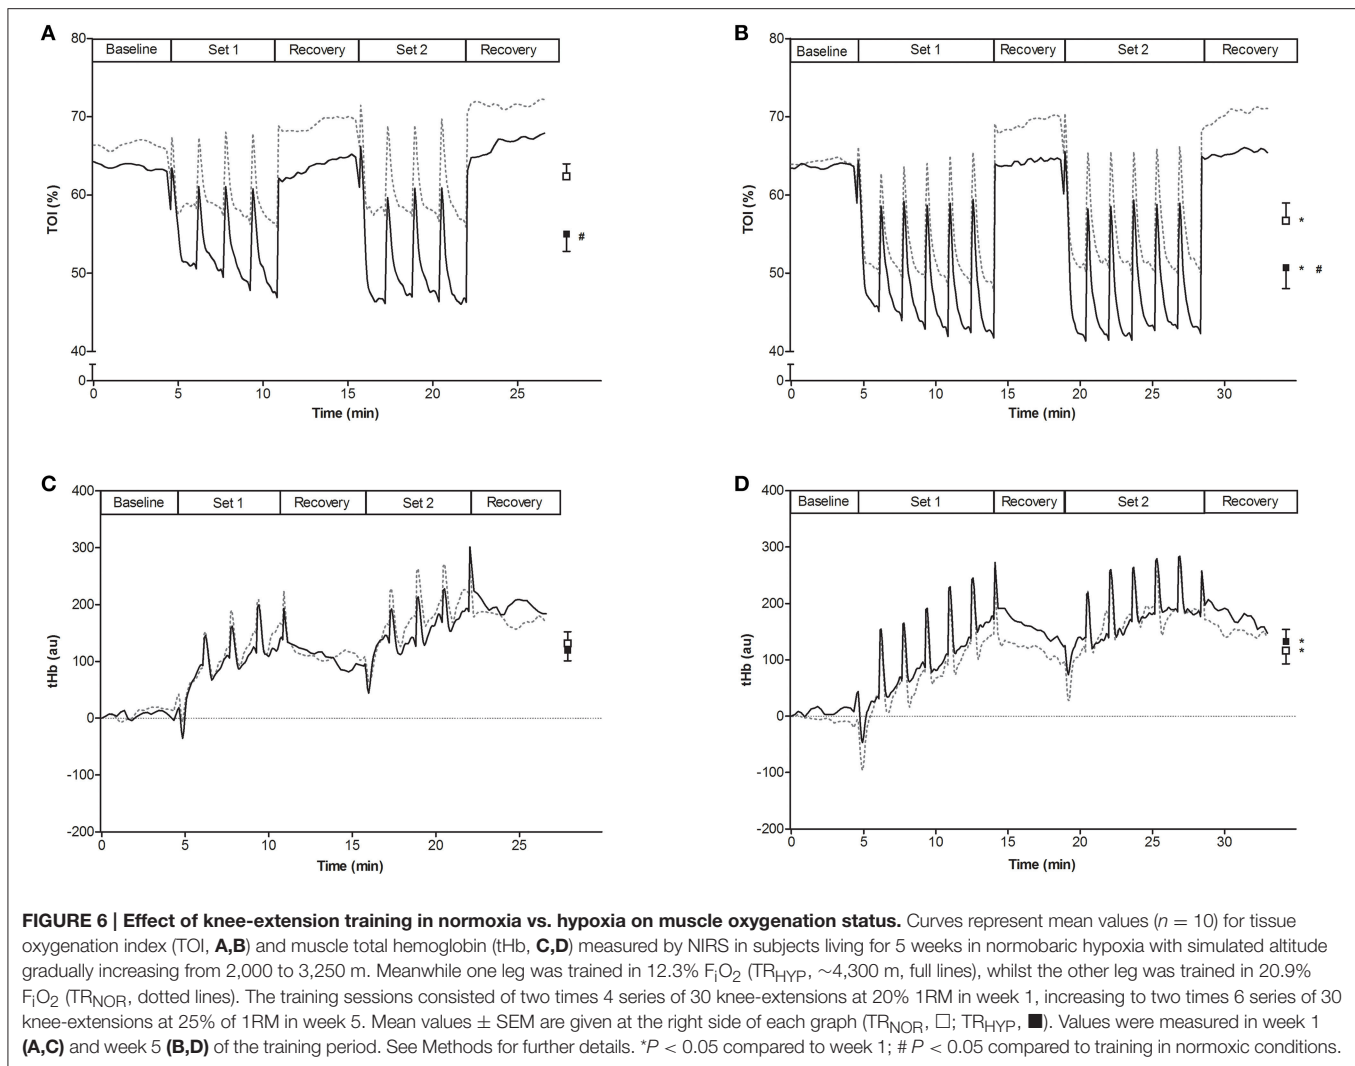 A
B
80
Baseline
Set 1
Recovery
Set 2
Recovery
70
60
50
40
0
TOI (%)
0
5
10
15
20
25
Time (min)
#
80
Baseline
Set 1
Recovery
Set 2
Recovery
70
60
50
40
0
TOI (%)
0
5
10
15
20
25
30
Time (min)
*
* #
C
D
400
Baseline
Set 1
Recovery
Set 2
Recovery
300
200
100
0
-100
-200
tHb (au)
0
5
10
15
20
25
Time (min)
400
Baseline
Set 1
Recovery
Set 2
Recovery
300
200
100
0
-100
-200
tHb (au)
0
5
10
15
20
25
30
Time (min)
*
*
FIGURE 6 | Effect of knee-extension training in normoxia vs. hypoxia on muscle oxygenation status. Curves represent mean values (n = 10) for tissue
oxygenation index (TOI, A,B) and muscle total hemoglobin (tHb, C,D) measured by NIRS in subjects living for 5 weeks in normobaric hypoxia with simulated altitude
gradually increasing from 2,000 to 3,250 m. Meanwhile one leg was trained in 12.3% FiO2 (TRHYP, ~4,300 m, full lines), whilst the other leg was trained in 20.9%
FiO2 (TRNOR, dotted lines). The training sessions consisted of two times 4 series of 30 knee-extensions at 20% 1RM in week 1, increasing to two times 6 series of 30
knee-extensions at 25% of 1RM in week 5. Mean values ± SEM are given at the right side of each graph (TRNOR, □; TRHYP, ■). Values were measured in week 1
(A,C) and week 5 (B,D) of the training period. See Methods for further details. *P < 0.05 compared to week 1; # P < 0.05 compared to training in normoxic conditions.